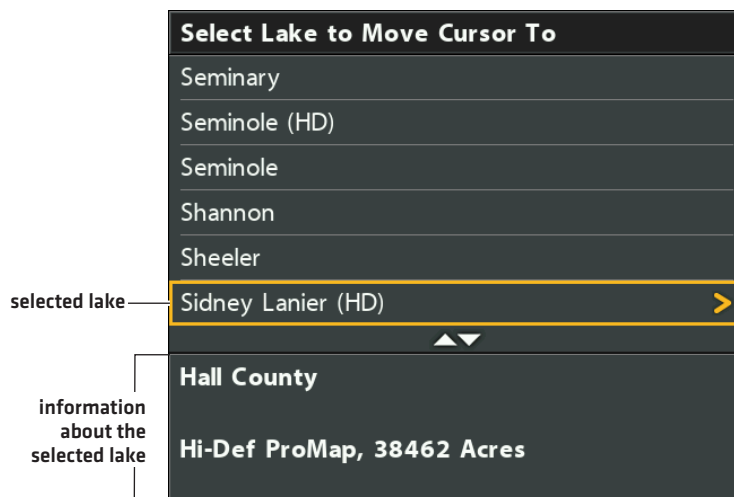 Select Lake to Move Cursor To
Seminary
Seminole (HD)
Seminole
Shannon
Sheeler
selected lake
Sidney Lanier (HD)
Hall County
information
about the
selected lake
Hi-Def ProMap, 38462 Acres